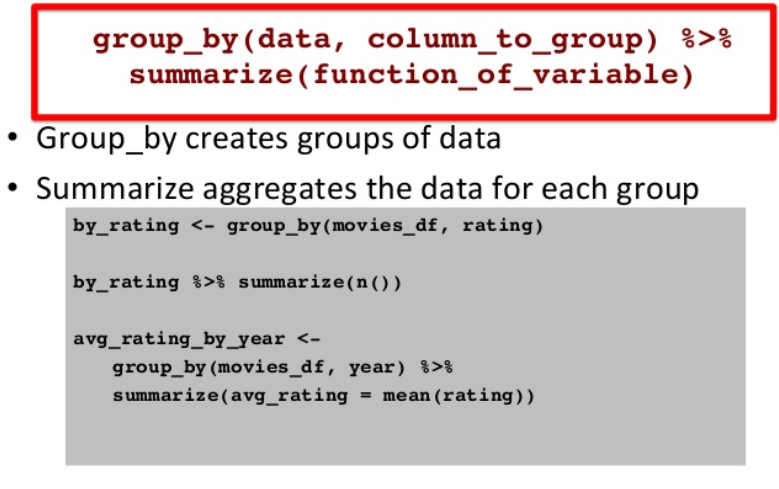 group_by(data, column_to_group) %>%
summarize(function_of_variable)
• Group_by creates groups of data
• Summarize aggregates the data for each group
by_rating <- group_by(movies_df, rating)
by_rating %>% summarize(n())
avg_rating_by_year <-
group_by(movies_df, year) %>%
summarize(avg_rating = mean(rating))